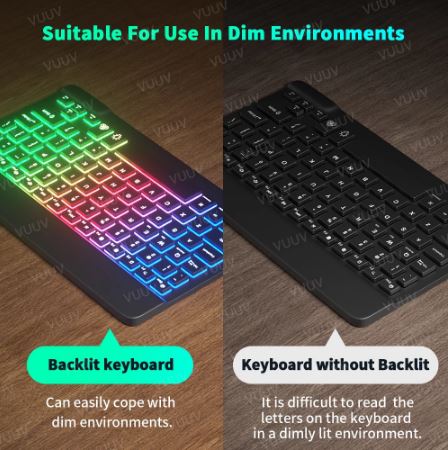 Suitable For Use In Dim Environments
Backlit keyboard
Can easily cope with
dim environments.
Keyboard without Backlit
It is difficult to read the
letters on the keyboard
in a dimly lit environment.
VUUV